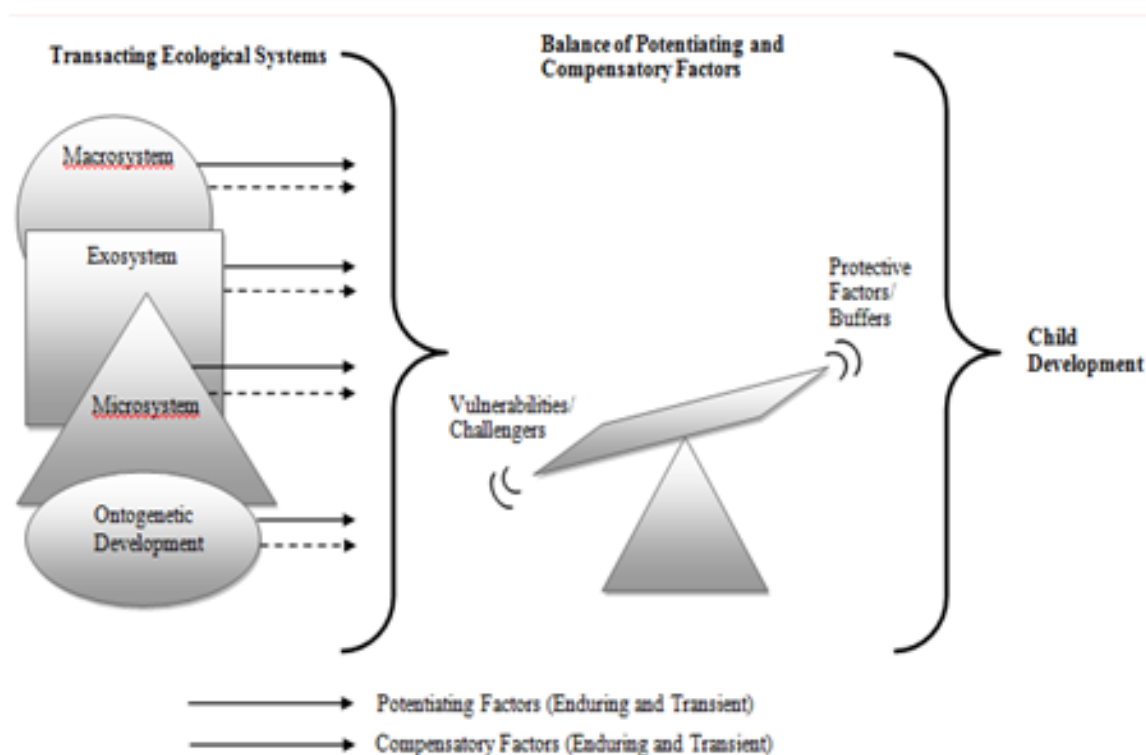 Transacting Ecological Systems
Balance of Potentiating and
Compensatory Factors
Macrosystem
Exosystem
Microsystem
Ontogenetic
Development
Vulnerabilities/
Challengers
Protective
Factors/
Buffers
Child
Development
Potentiating Factors (Enduring and Transient)
Compensatory Factors (Enduring and Transient)